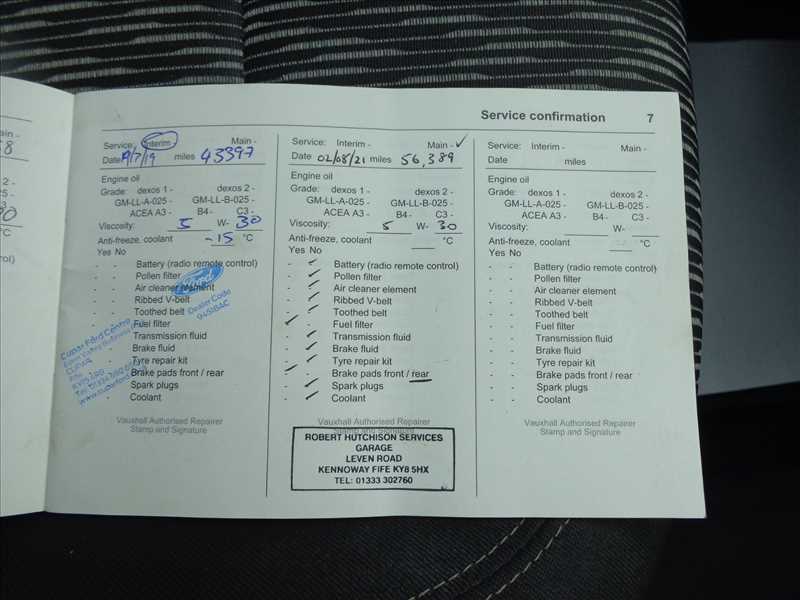 Service confirmation 7
Service: Interim - Main -
Date 9/7/19 miles 43397
Engine oil
Grade: dexos 1 - dexos 2 -
GM-LL-A-025 - GM-LL-B-025 -
ACEA A3 - B4 - C3 -
Viscosity: 5 W- 30
Anti-freeze, coolant -15 °C
Yes No
- - Battery (radio remote control)
- - Pollen filter
- - Air cleaner element
- - Ribbed V-belt
- - Toothed belt
- - Fuel filter
- - Transmission fluid
- - Brake fluid
- - Tyre repair kit
- - Brake pads front / rear
- - Spark plugs
- - Coolant
Ford
Dealer Code
Cupar Ford Centre
CUPAR
Vauxhall Authorised Repairer
Stamp and Signature
Service: Interim - Main - ✓
Date 02/08/21 miles 56,389
Engine oil
Grade: dexos 1 - dexos 2 -
GM-LL-A-025 - GM-LL-B-025 -
ACEA A3 - B4 - C3 -
Viscosity: 5 W- 30
Anti-freeze, coolant °C
Yes No
- ✓ Battery (radio remote control)
- ✓ Pollen filter
- ✓ Air cleaner element
- ✓ Ribbed V-belt
- ✓ Toothed belt
✓ - Fuel filter
- ✓ Transmission fluid
- ✓ Brake fluid
- ✓ Tyre repair kit
✓ - Brake pads front / rear
- ✓ Spark plugs
- ✓ Coolant
Vauxhall Authorised Repairer
Stamp and Signature
ROBERT HUTCHISON SERVICES
GARAGE
LEVEN ROAD
KENNOWAY FIFE KY8 5HX
TEL: 01333 302760
Service: Interim - Main -
Date miles
Engine oil
Grade: dexos 1 - dexos 2 -
GM-LL-A-025 - GM-LL-B-025 -
ACEA A3 - B4 - C3 -
Viscosity: W-
Anti-freeze, coolant °C
Yes No
- - Battery (radio remote control)
- - Pollen filter
- - Air cleaner element
- - Ribbed V-belt
- - Toothed belt
- - Fuel filter
- - Transmission fluid
- - Brake fluid
- - Tyre repair kit
- - Brake pads front / rear
- - Spark plugs
- - Coolant
Vauxhall Authorised Repairer
Stamp and Signature